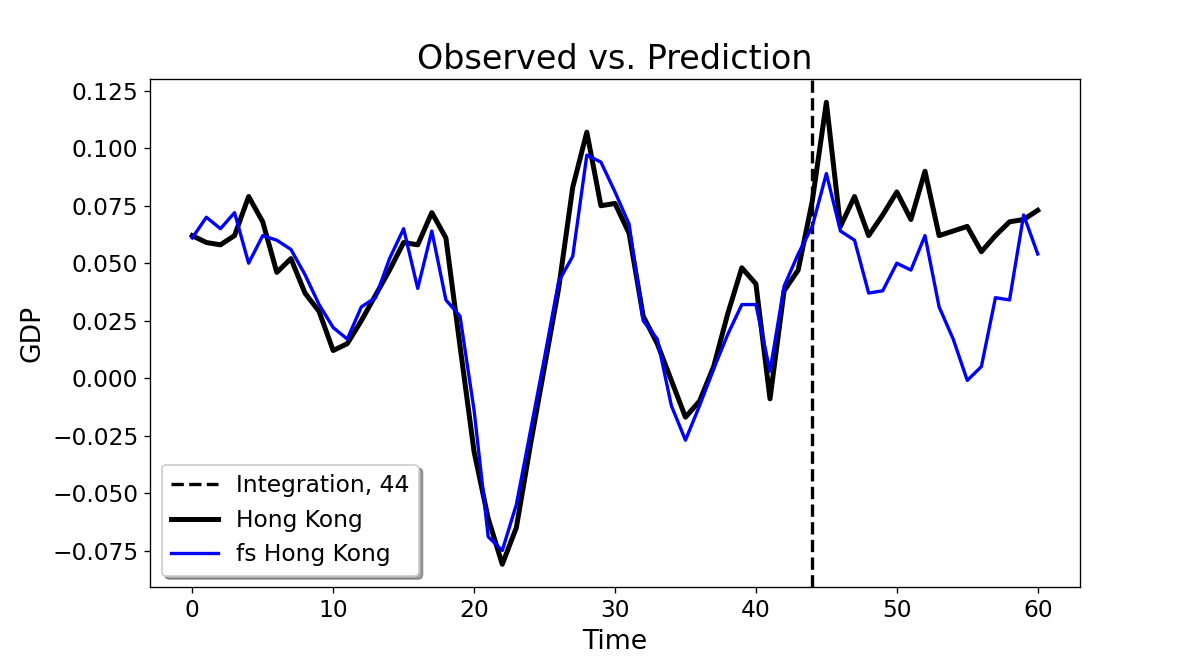 Observed vs. Prediction
GDP
0.125
0.100
0.075
0.050
0.025
0.000
−0.025
−0.050
−0.075
Integration, 44
Hong Kong
fs Hong Kong
0 10 20 30 40 50 60
Time